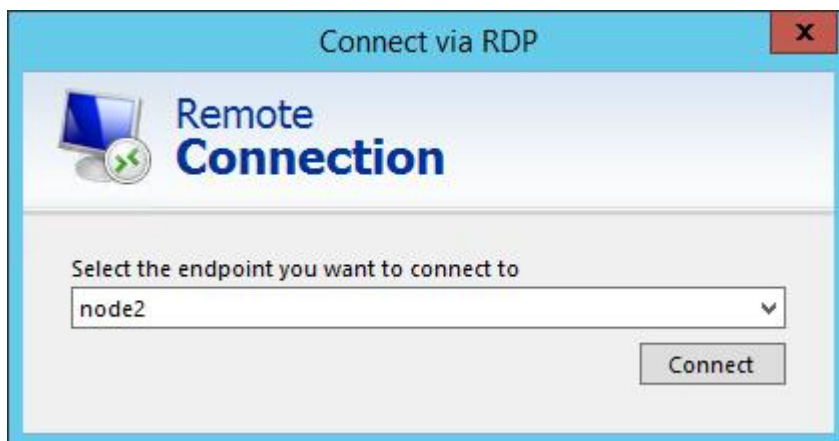 Connect via RDP
x
Remote
Connection
Select the endpoint you want to connect to
node2
Connect